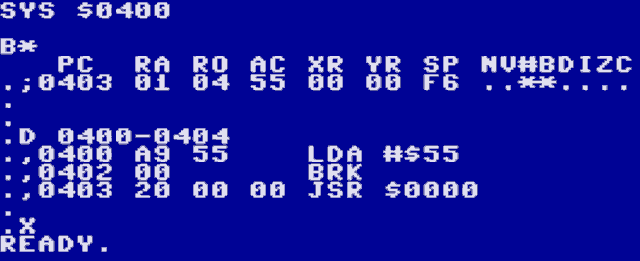 SYS $0400
B*
PC RA RO AC XR YR SP NV#BDIZC
.;0403 01 04 55 00 00 F6 ..**....
.
.
.D 0400-0404
.,0400 A9 55 LDA #$55
.,0402 00 BRK
.,0403 20 00 00 JSR $0000
.
.X
READY.